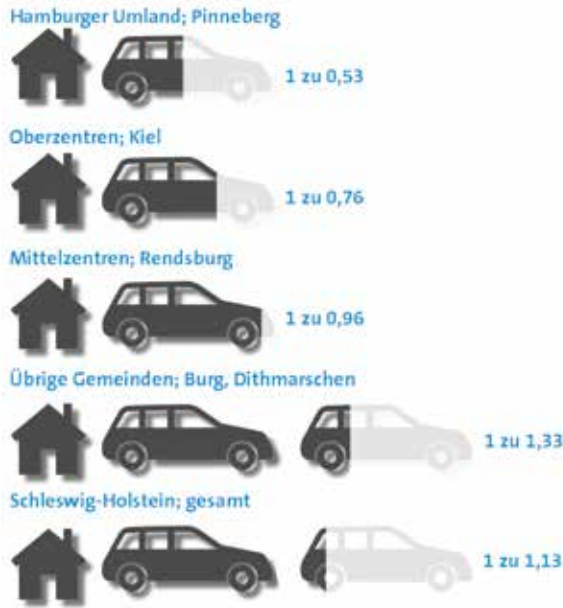 Hamburger Umland; Pinneberg
1 zu 0,53
Oberzentren; Kiel
1 zu 0,76
Mittelzentren; Rendsburg
1 zu 0,96
Übrige Gemeinden; Burg, Dithmarschen
1 zu 1,33
Schleswig-Holstein; gesamt
1 zu 1,13